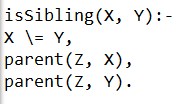 isSibling(X, Y):-
X \= Y,
parent(Z, X),
parent(Z, Y).